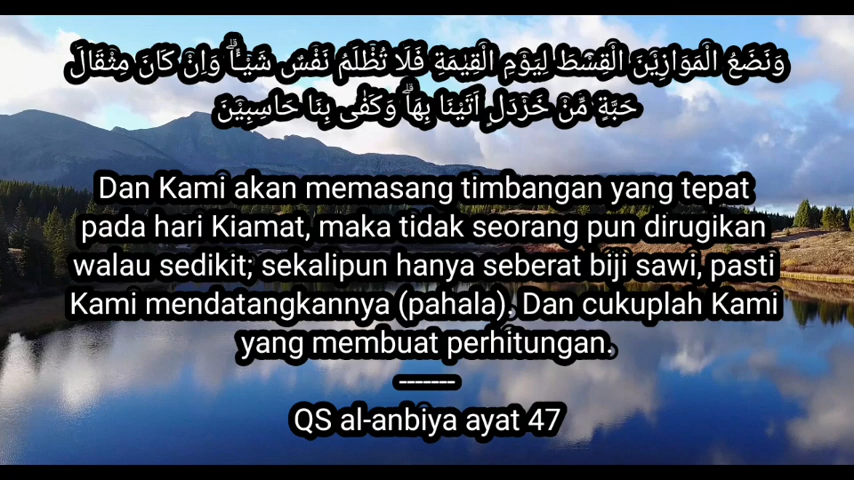 وَنَضَعُ الْمَوَازِيْنَ الْقِسْطَ لِيَوْمِ الْقِيٰمَةِ فَلَا تُظْلَمُ نَفْسٌ شَيْـًٔاۗ وَاِنْ كَانَ مِثْقَالَ
حَبَّةٍ مِّنْ خَرْدَلٍ اَتَيْنَا بِهَاۗ وَكَفٰى بِنَا حَاسِبِيْنَ
Dan Kami akan memasang timbangan yang tepat
pada hari Kiamat, maka tidak seorang pun dirugikan
walau sedikit; sekalipun hanya seberat biji sawi, pasti
Kami mendatangkannya (pahala). Dan cukuplah Kami
yang membuat perhitungan.
-------
QS al-anbiya ayat 47